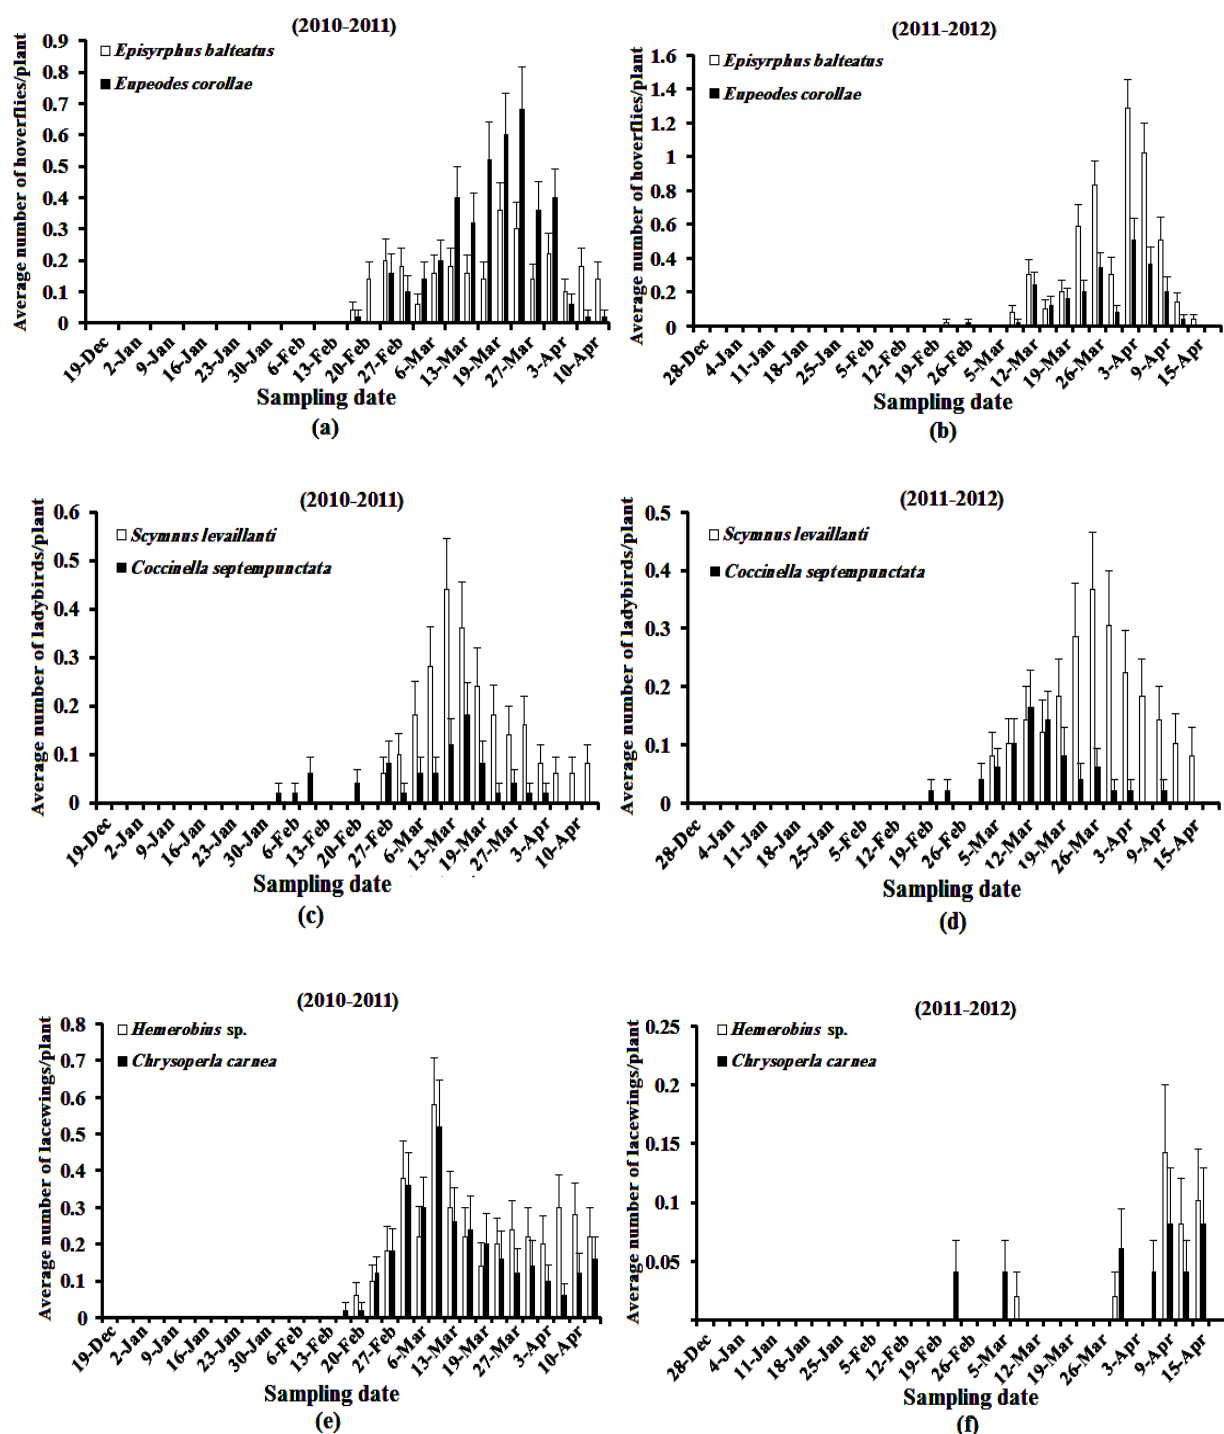 (2010-2011)
Average number of hoverflies/plant
Episyrphus balteatus
Eupeodes corollae
0.9
0.8
0.7
0.6
0.5
0.4
0.3
0.2
0.1
0
19-Dec
2-Jan
9-Jan
16-Jan
23-Jan
30-Jan
6-Feb
13-Feb
20-Feb
27-Feb
6-Mar
13-Mar
19-Mar
27-Mar
3-Apr
10-Apr
Sampling date
(a)
(2011-2012)
Average number of hoverflies/plant
Episyrphus balteatus
Eupeodes corollae
1.6
1.4
1.2
1
0.8
0.6
0.4
0.2
0
28-Dec
4-Jan
11-Jan
18-Jan
25-Jan
5-Feb
12-Feb
19-Feb
26-Feb
5-Mar
12-Mar
19-Mar
26-Mar
3-Apr
9-Apr
15-Apr
Sampling date
(b)
(2010-2011)
Average number of ladybirds/plant
Scymnus levaillanti
Coccinella septempunctata
0.6
0.5
0.4
0.3
0.2
0.1
0
19-Dec
2-Jan
9-Jan
16-Jan
23-Jan
30-Jan
6-Feb
13-Feb
20-Feb
27-Feb
6-Mar
13-Mar
19-Mar
27-Mar
3-Apr
10-Apr
Sampling date
(c)
(2011-2012)
Average number of ladybirds/plant
Scymnus levaillanti
Coccinella septempunctata
0.5
0.4
0.3
0.2
0.1
0
28-Dec
4-Jan
11-Jan
18-Jan
25-Jan
5-Feb
12-Feb
19-Feb
26-Feb
5-Mar
12-Mar
19-Mar
26-Mar
3-Apr
9-Apr
15-Apr
Sampling date
(d)
(2010-2011)
Average number of lacewings/plant
Hemerobius sp.
Chrysoperla carnea
0.8
0.7
0.6
0.5
0.4
0.3
0.2
0.1
0
19-Dec
2-Jan
9-Jan
16-Jan
23-Jan
30-Jan
6-Feb
13-Feb
20-Feb
27-Feb
6-Mar
13-Mar
19-Mar
27-Mar
3-Apr
10-Apr
Sampling date
(e)
(2011-2012)
Average number of lacewings/plant
Hemerobius sp.
Chrysoperla carnea
0.25
0.2
0.15
0.1
0.05
28-Dec
4-Jan
11-Jan
18-Jan
25-Jan
5-Feb
12-Feb
19-Feb
26-Feb
5-Mar
12-Mar
19-Mar
26-Mar
3-Apr
9-Apr
15-Apr
Sampling date
(f)